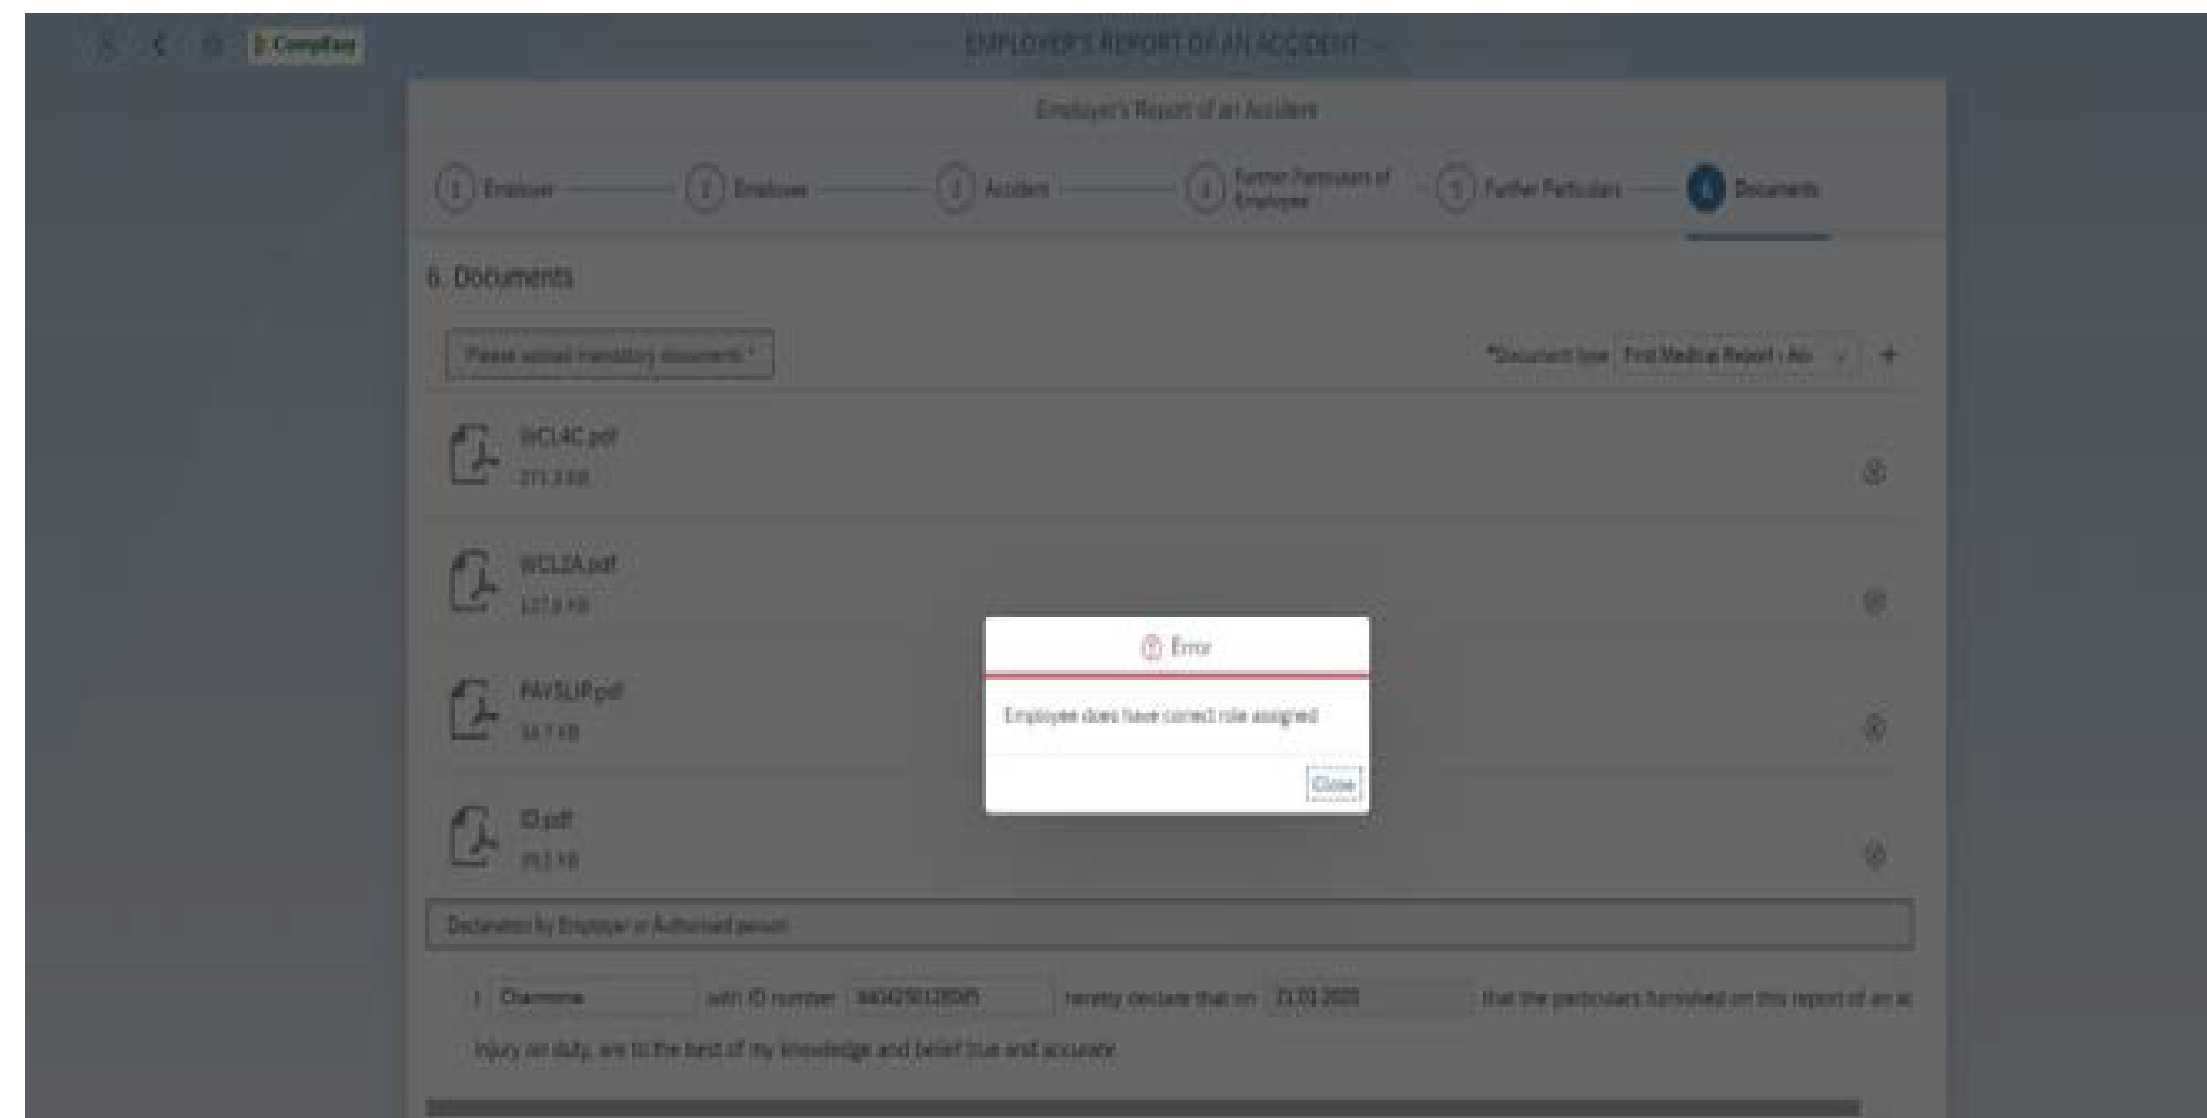 CompEasy
EMPLOYER'S REPORT OF AN ACCIDENT
Employer's Report of an Accident
1 Employer
2 Employee
3 Accident
4 Further Particulars of
Employee
5 Further Particulars
6 Documents
6. Documents
Please upload mandatory documents *
*Document type First Medical Report - Acc
WCL4C.pdf
WCL2A.pdf
PAYSLIP.pdf
ID.pdf
Error
Employee does have correct role assigned
Close
Declaration by Employer or Authorised person
I with ID number hereby declare that on that the particulars furnished on this report of an ac
injury on duty, are to the best of my knowledge and belief true and accurate